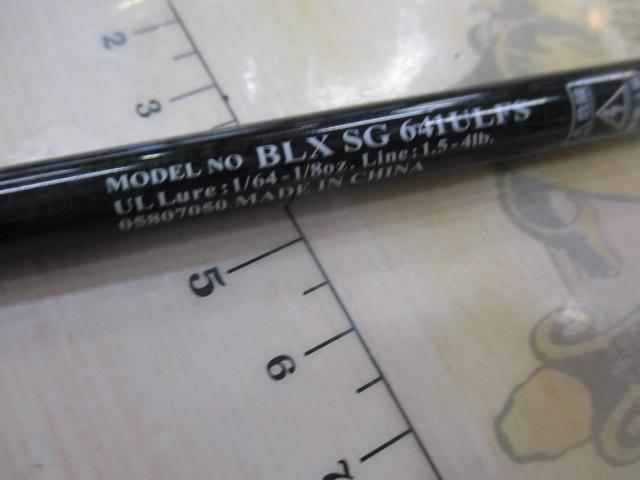 2
3
MODEL NO BLX SG 641ULFS
UL Lure:1/64-1/8oz. Line:1.5-4lb.
05807050 MADE IN CHINA
5
6
7